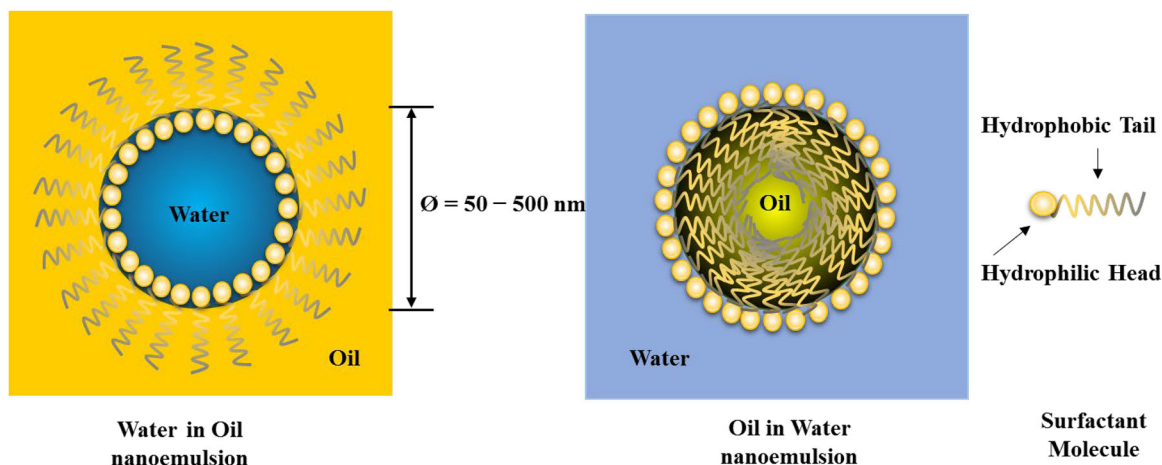 Water
Oil
Water in Oil
nanoemulsion
Ø = 50 – 500 nm
Oil
Water
Oil in Water
nanoemulsion
Hydrophobic Tail
Hydrophilic Head
Surfactant
Molecule